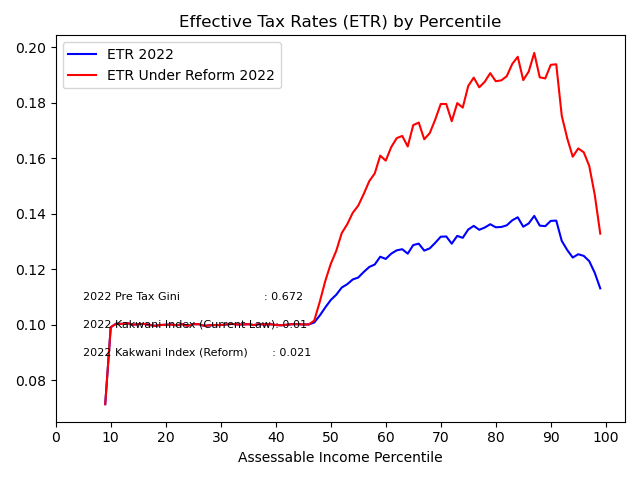 Effective Tax Rates (ETR) by Percentile
ETR 2022
ETR Under Reform 2022
0.20
0.18
0.16
0.14
0.12
0.10
0.08
2022 Pre Tax Gini : 0.672
2022 Kakwani Index (Current Law): 0.01
2022 Kakwani Index (Reform) : 0.021
0 10 20 30 40 50 60 70 80 90 100
Assessable Income Percentile